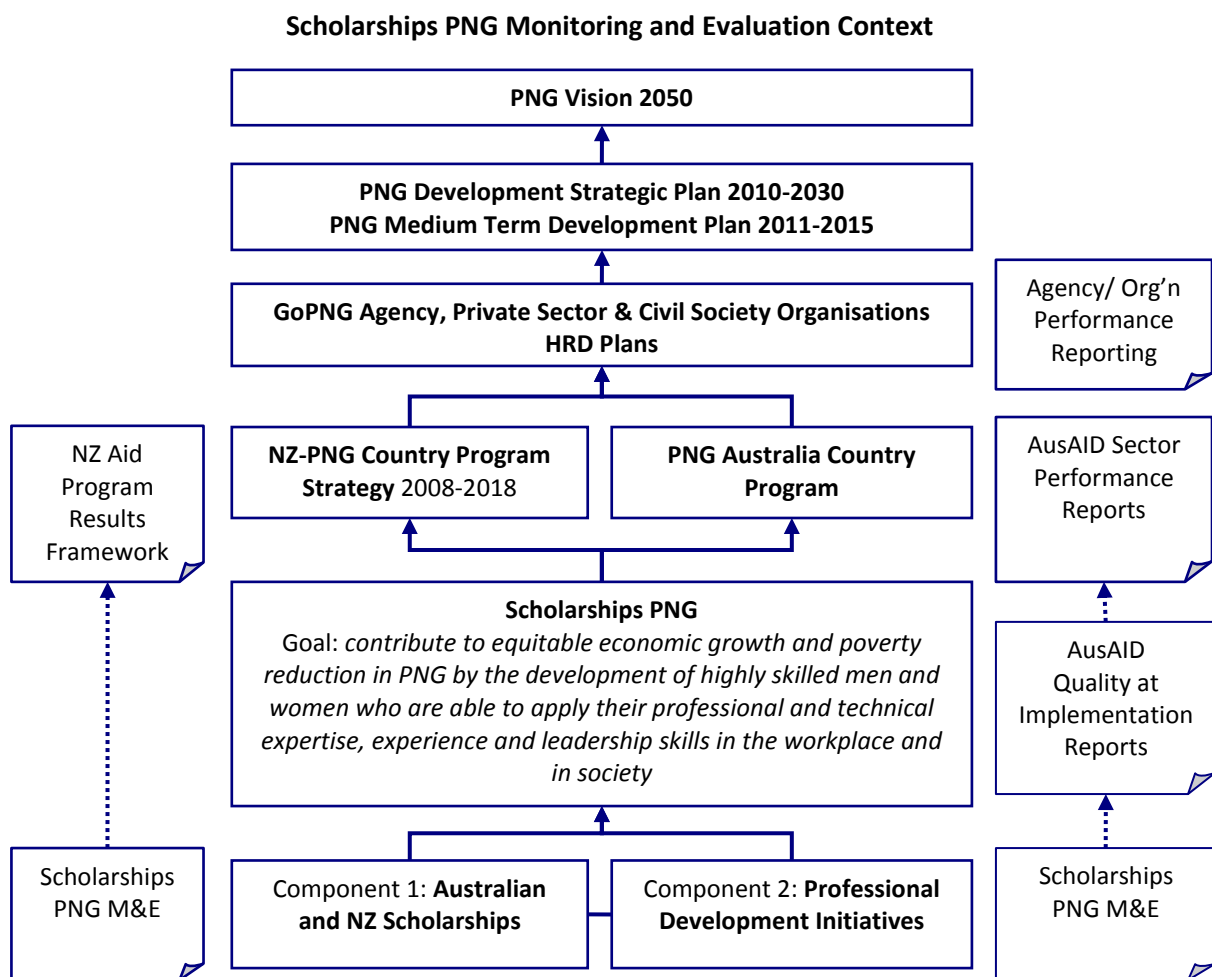 Scholarships PNG Monitoring and Evaluation Context
PNG Vision 2050
PNG Development Strategic Plan 2010-2030
PNG Medium Term Development Plan 2011-2015
GoPNG Agency, Private Sector & Civil Society Organisations
HRD Plans
Agency/ Org’n
Performance
Reporting
NZ Aid
Program
Results
Framework
NZ-PNG Country Program
Strategy 2008-2018
PNG Australia Country
Program
AusAID Sector
Performance
Reports
Scholarships PNG
Goal: contribute to equitable economic growth and poverty
reduction in PNG by the development of highly skilled men and
women who are able to apply their professional and technical
expertise, experience and leadership skills in the workplace and
in society
AusAID
Quality at
Implementation
Reports
Scholarships
PNG M&E
Component 1: Australian
and NZ Scholarships
Component 2: Professional
Development Initiatives
Scholarships
PNG M&E